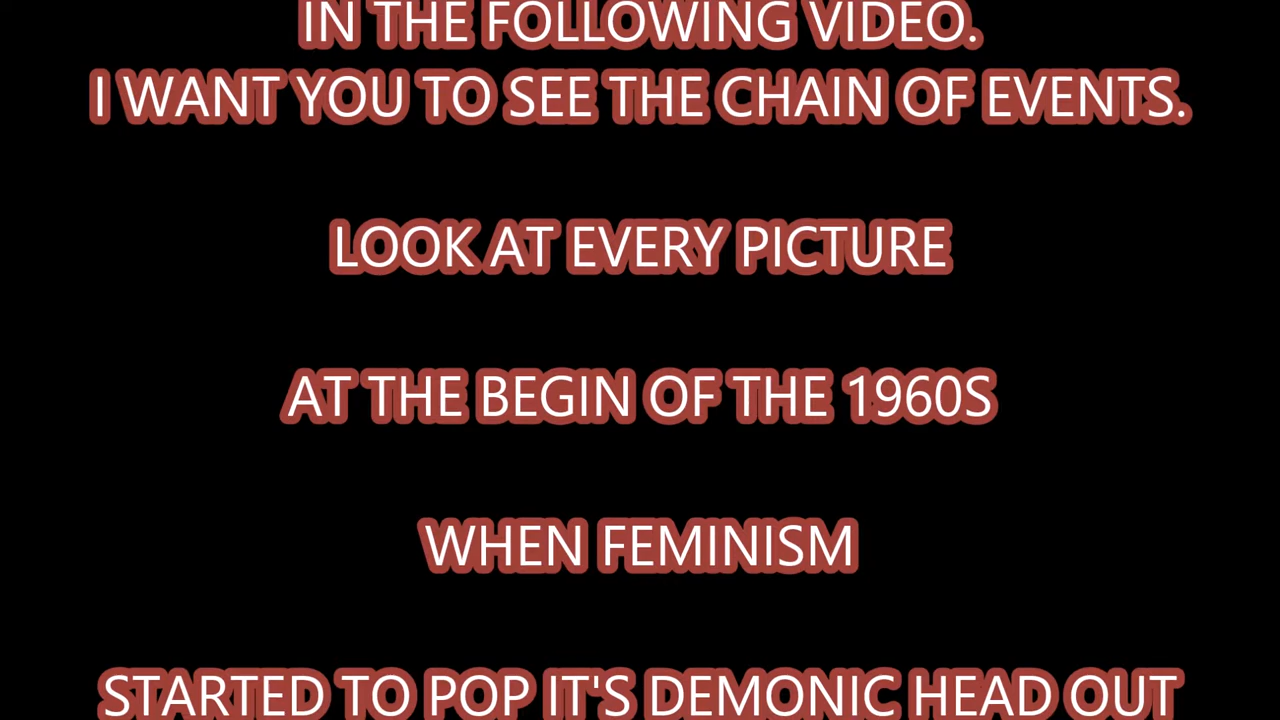 IN THE FOLLOWING VIDEO.
I WANT YOU TO SEE THE CHAIN OF EVENTS.
LOOK AT EVERY PICTURE
AT THE BEGIN OF THE 1960S
WHEN FEMINISM
STARTED TO POP IT'S DEMONIC HEAD OUT